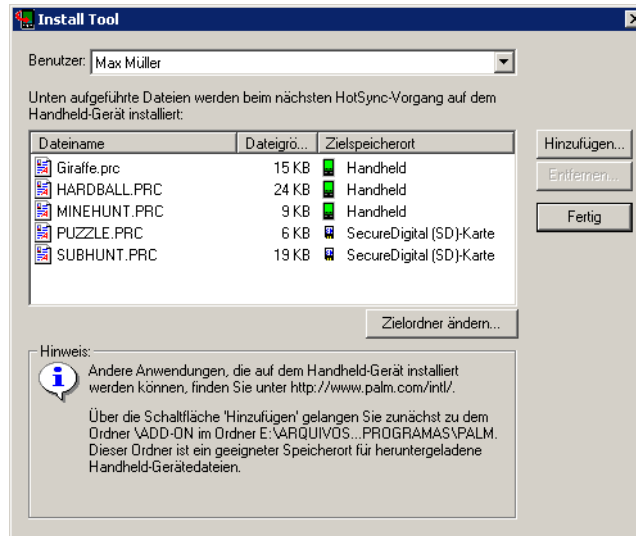 Install Tool
Benutzer: Max Müller
Unten aufgeführte Dateien werden beim nächsten HotSync-Vorgang auf dem
Handheld-Gerät installiert:
Dateiname Dateigrö... Zielspeicherort
Giraffe.prc 15 KB Handheld
HARDBALL.PRC 24 KB Handheld
MINEHUNT.PRC 9 KB Handheld
PUZZLE.PRC 6 KB SecureDigital (SD)-Karte
SUBHUNT.PRC 19 KB SecureDigital (SD)-Karte
Hinzufügen...
Entfernen...
Fertig
Zielordner ändern...
Hinweis:
Andere Anwendungen, die auf dem Handheld-Gerät installiert
werden können, finden Sie unter http://www.palm.com/intl/.
Über die Schaltfläche 'Hinzufügen' gelangen Sie zunächst zu dem
Ordner \ADD-ON im Ordner E:\ARQUIVOS...PROGRAMAS\PALM.
Dieser Ordner ist ein geeigneter Speicherort für heruntergeladene
Handheld-Gerätedateien.